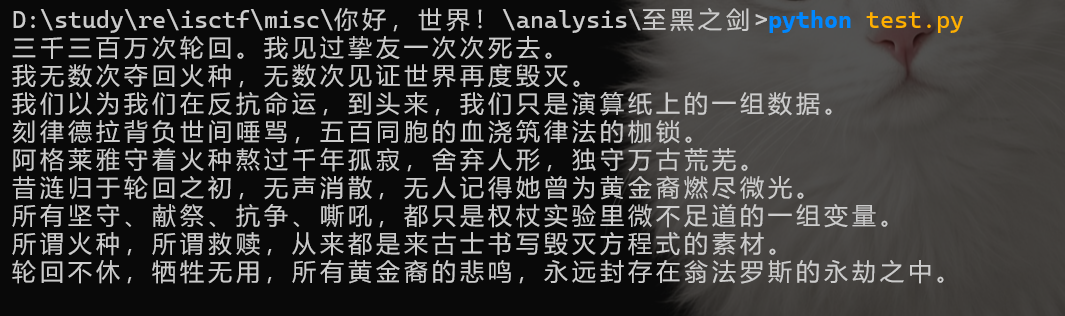 D:\study\re\isctf\misc\你好，世界！\analysis\至黑之剑>python test.py
三千三百万次轮回。我见过挚友一次次死去。
我无数次夺回火种，无数次见证世界再度毁灭。
我们以为我们在反抗命运，到头来，我们只是演算纸上的一组数据。
刻律德拉背负世间唾骂，五百同胞的血浇筑律法的枷锁。
阿格莱雅守着火种熬过千年孤寂，舍弃人形，独守万古荒芜。
昔涟归于轮回之初，无声消散，无人记得她曾为黄金裔燃尽微光。
所有坚守、献祭、抗争、嘶吼，都只是权杖实验里微不足道的一组变量。
所谓火种，所谓救赎，从来都是来古士书写毁灭方程式的素材。
轮回不休，牺牲无用，所有黄金裔的悲鸣，永远封存在翁法罗斯的永劫之中。